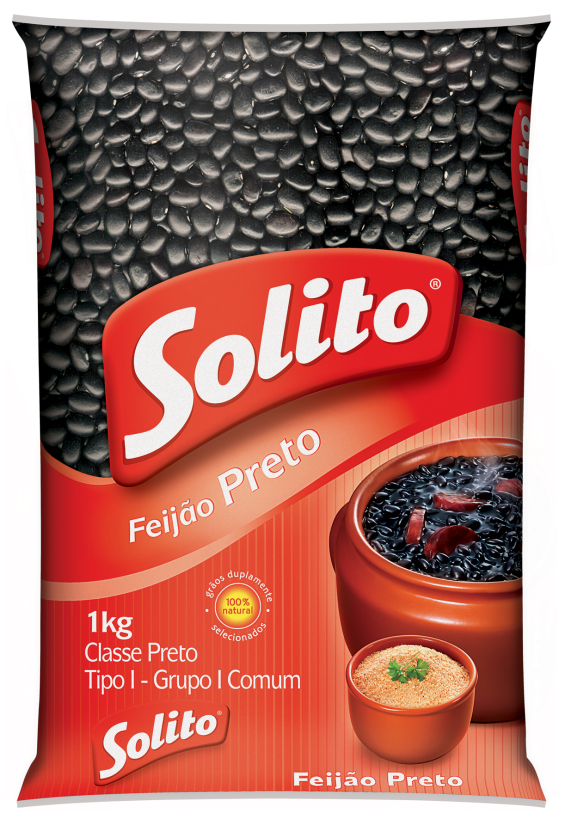 Solito®
Feijão Preto
grãos duplamente
100%
natural
selecionados
1kg
Classe Preto
Tipo I - Grupo I Comum
Solito®
Feijão Preto